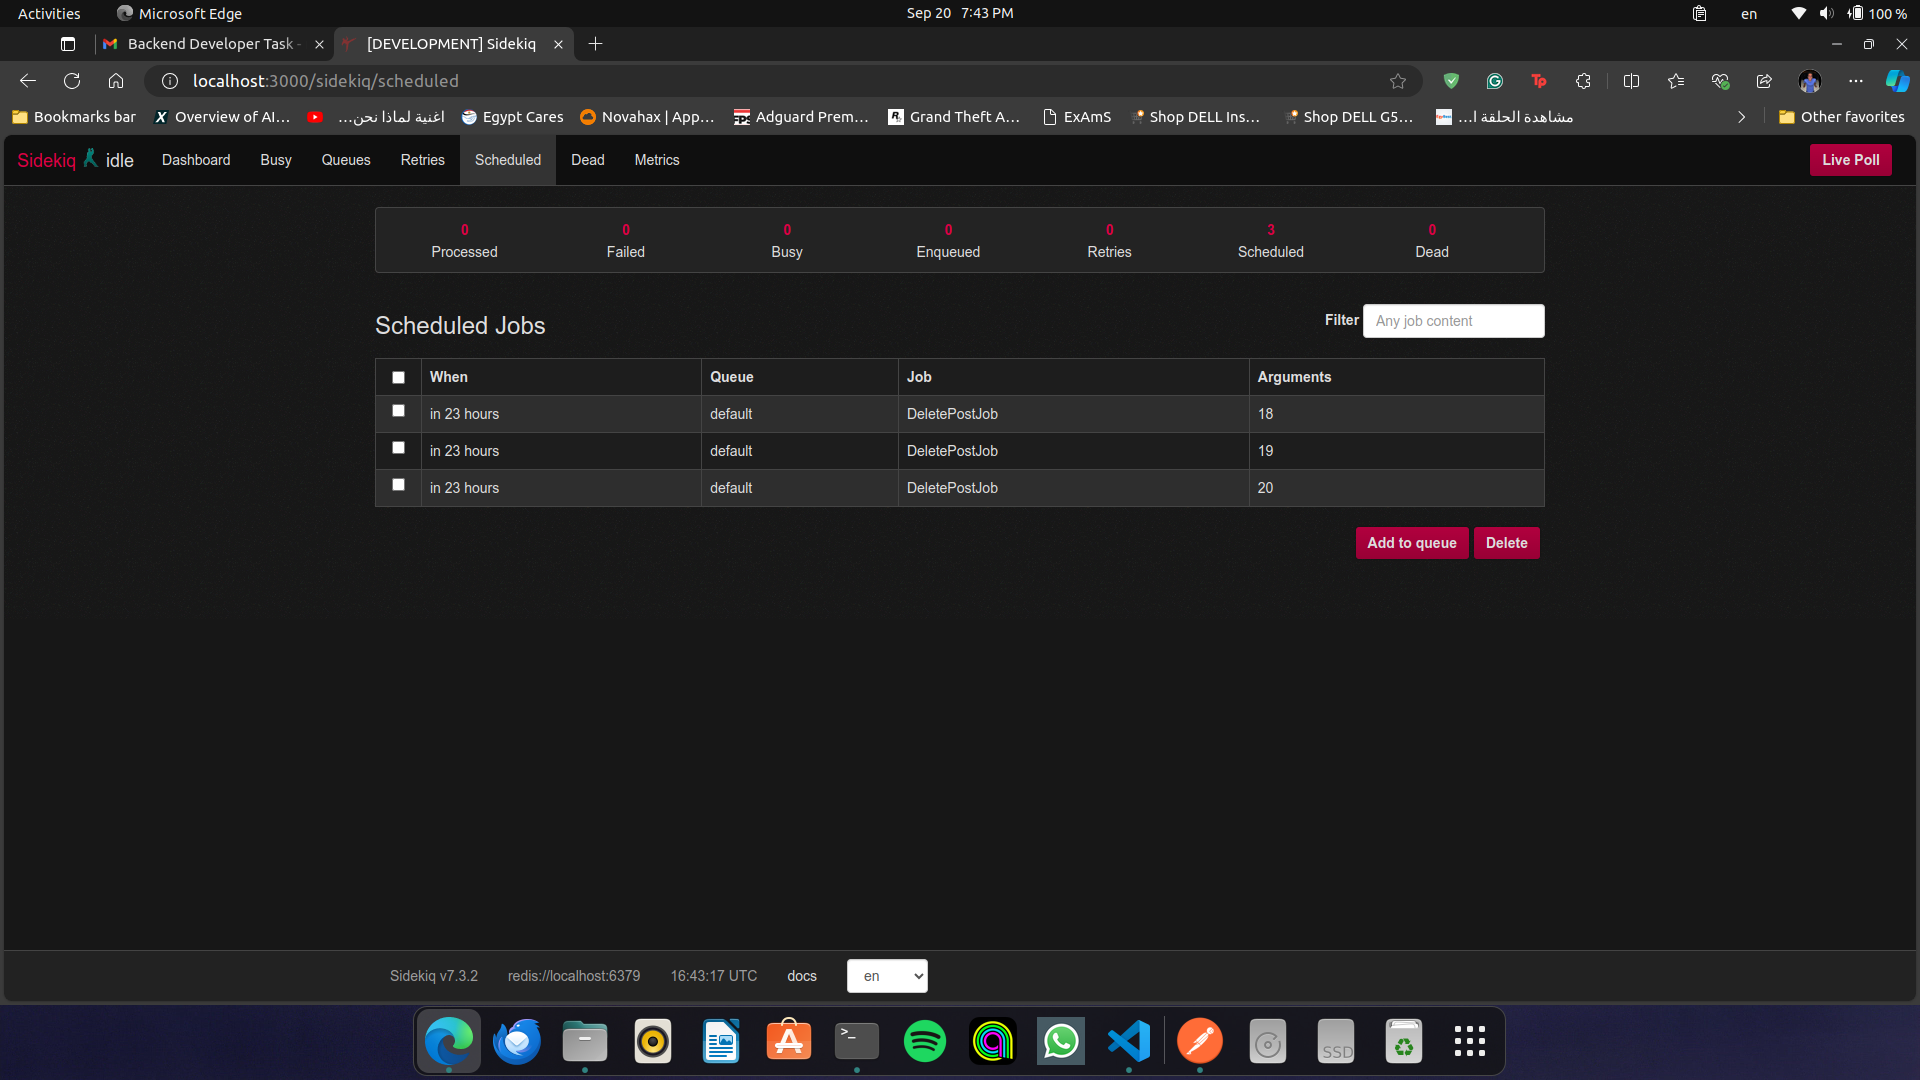 Activities Microsoft Edge Sep 20 7:43 PM en 100 %
Backend Developer Task - [DEVELOPMENT] Sidekiq
localhost:3000/sidekiq/scheduled
Bookmarks bar Overview of AI... اغنية لماذا نحن... Egypt Cares Novahax | App... Adguard Prem... Grand Theft A... ExAmS Shop DELL Ins... Shop DELL G5... مشاهدة الحلقة ا... Other favorites
Sidekiq idle Dashboard Busy Queues Retries Scheduled Dead Metrics Live Poll
0 0 0 0 0 3 0
Processed Failed Busy Enqueued Retries Scheduled Dead
Scheduled Jobs Filter Any job content
When Queue Job Arguments
in 23 hours default DeletePostJob 18
in 23 hours default DeletePostJob 19
in 23 hours default DeletePostJob 20
Add to queue Delete
Sidekiq v7.3.2 redis://localhost:6379 16:43:17 UTC docs en
SSD